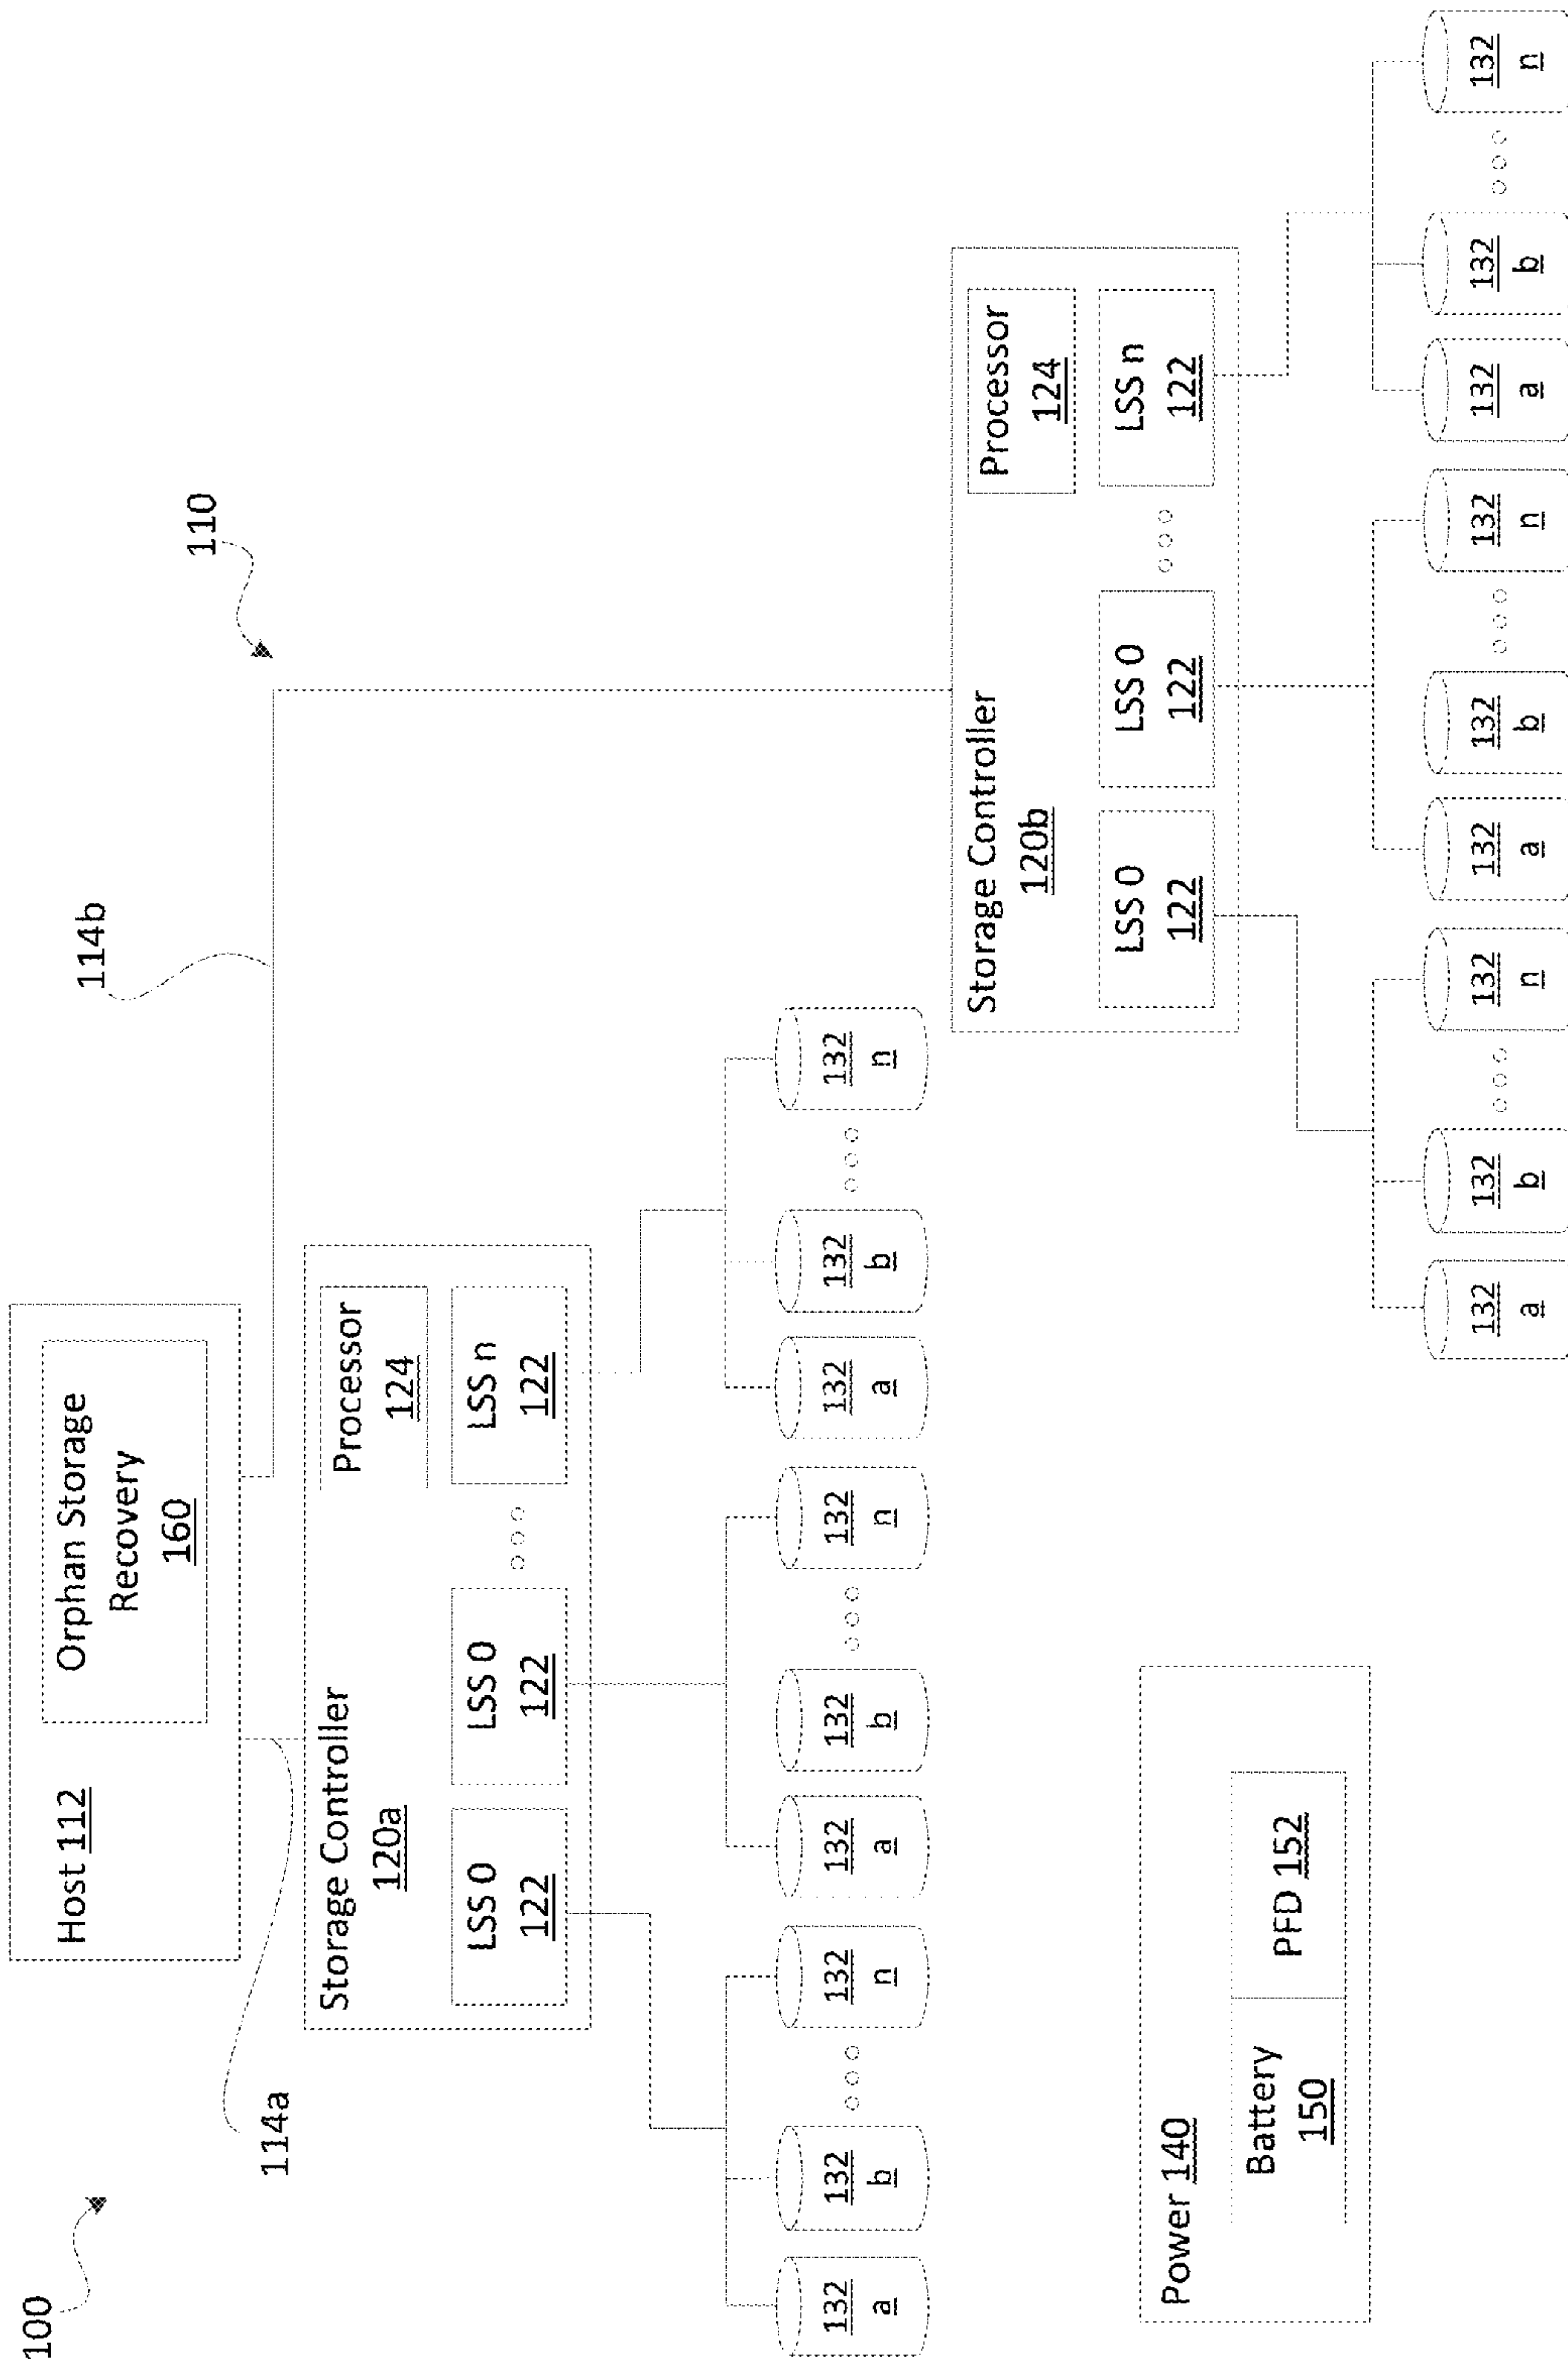 100
110
114a
114b
Host 112
Orphan Storage
Recovery
160
Storage Controller
120a
Processor
124
LSS 0
122
LSS 0
122
LSS n
122
132
a
132
b
132
n
132
a
132
b
132
n
132
a
132
b
132
n
Storage Controller
120b
Processor
124
LSS 0
122
LSS 0
122
LSS n
122
132
a
132
b
132
n
132
a
132
b
132
n
132
a
132
b
132
n
Power 140
Battery
150
PFD 152